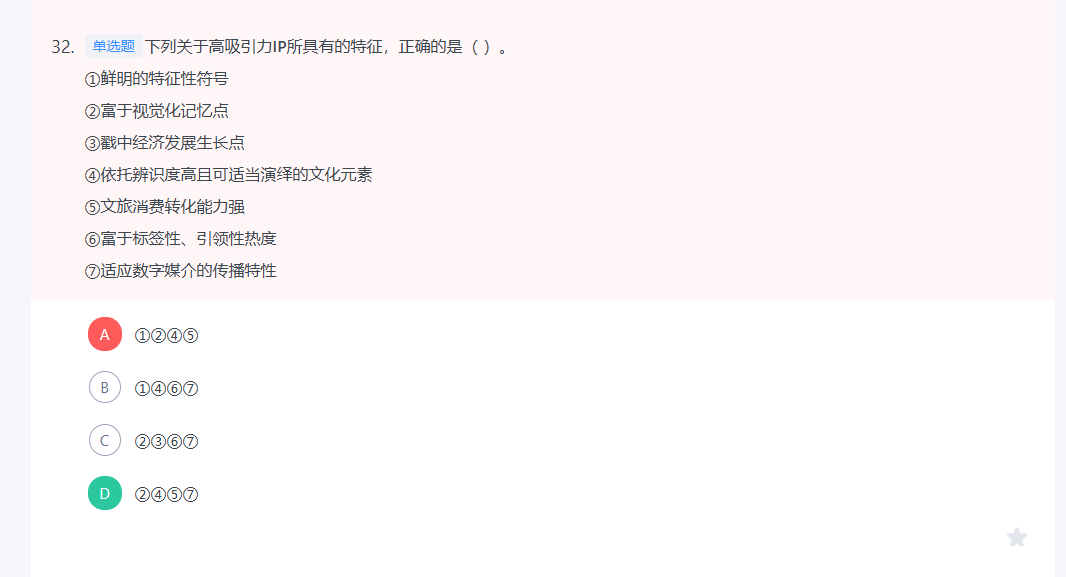 32. 单选题 下列关于高吸引力IP所具有的特征，正确的是（ ）。
①鲜明的特征性符号
②富于视觉化记忆点
③戳中经济发展生长点
④依托辨识度高且可适当演绎的文化元素
⑤文旅消费转化能力强
⑥富于标签性、引领性热度
⑦适应数字媒介的传播特性
A ①②④⑤
B ①④⑥⑦
C ②③⑥⑦
D ②④⑤⑦